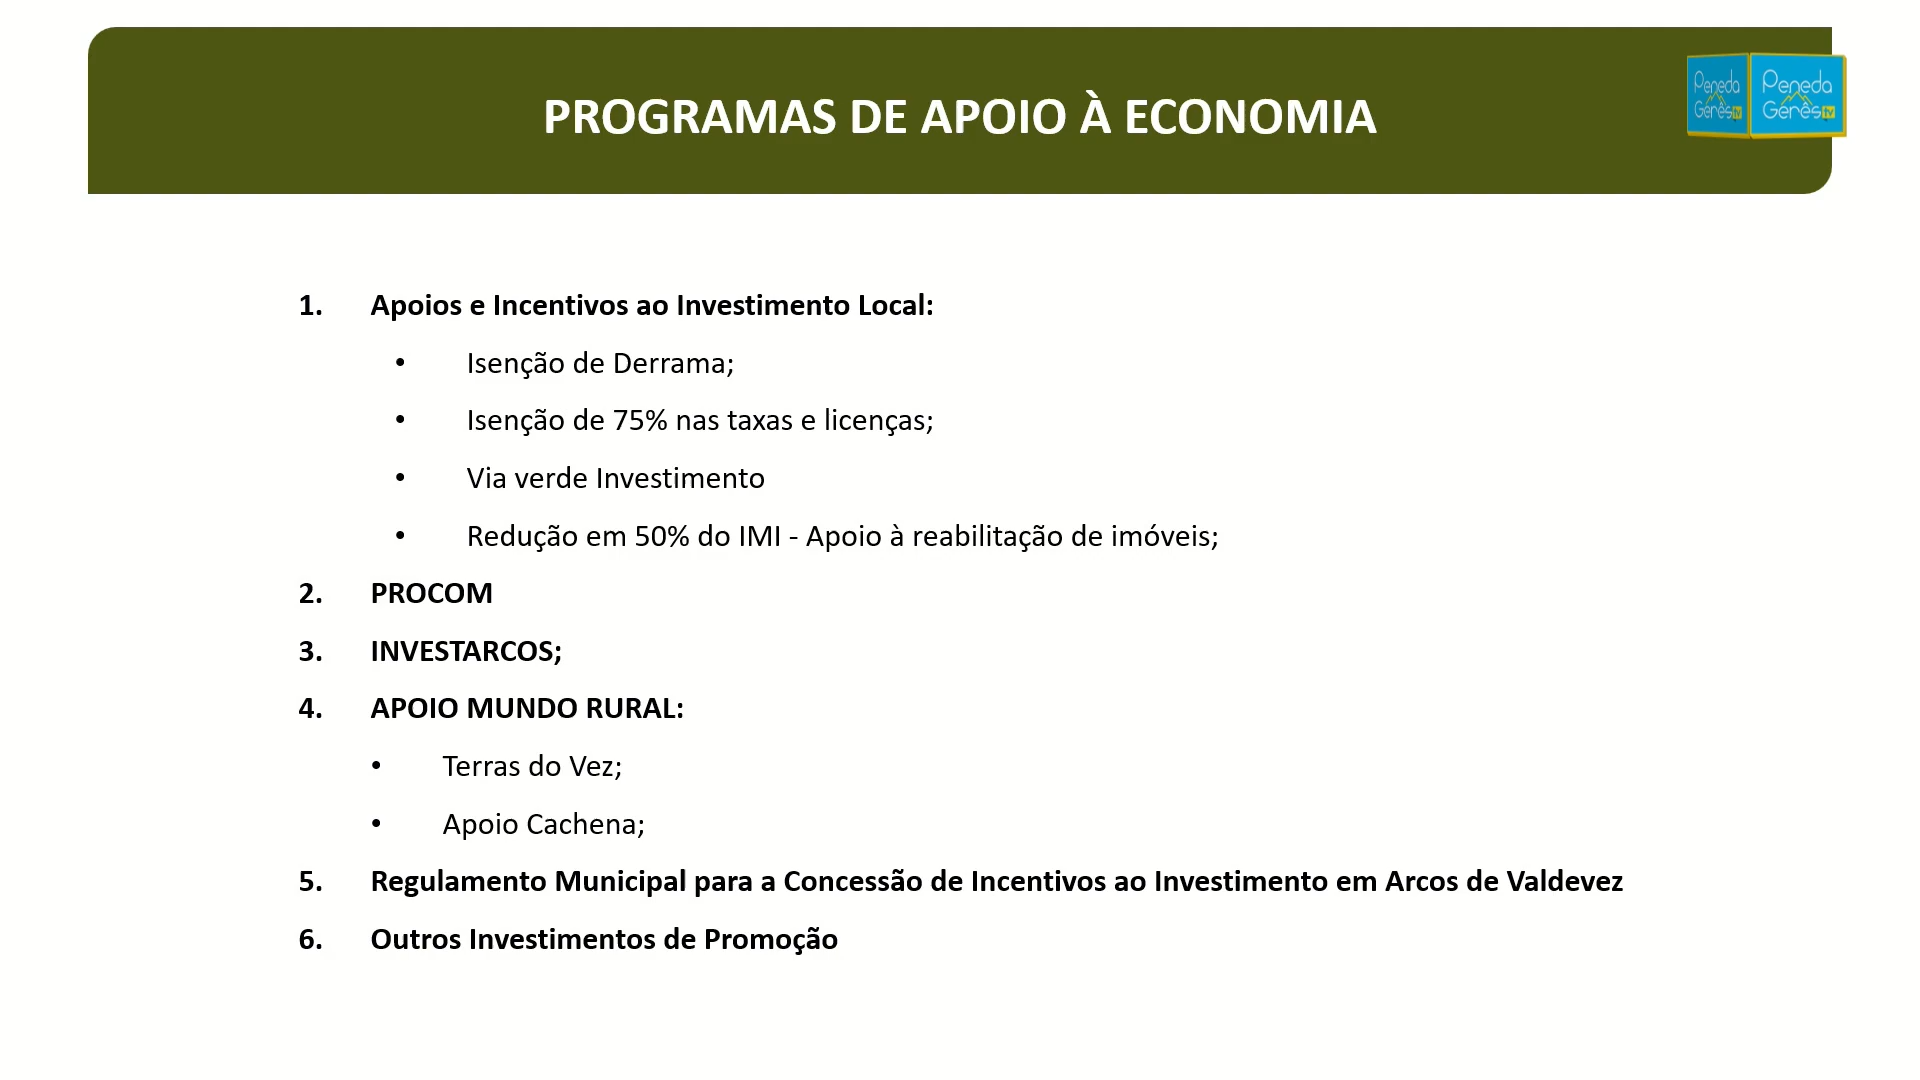 PROGRAMAS DE APOIO À ECONOMIA
Peneda Gerês tv
Peneda Gerês tv
1. Apoios e Incentivos ao Investimento Local:
• Isenção de Derrama;
• Isenção de 75% nas taxas e licenças;
• Via verde Investimento
• Redução em 50% do IMI - Apoio à reabilitação de imóveis;
2. PROCOM
3. INVESTARCOS;
4. APOIO MUNDO RURAL:
• Terras do Vez;
• Apoio Cachena;
5. Regulamento Municipal para a Concessão de Incentivos ao Investimento em Arcos de Valdevez
6. Outros Investimentos de Promoção